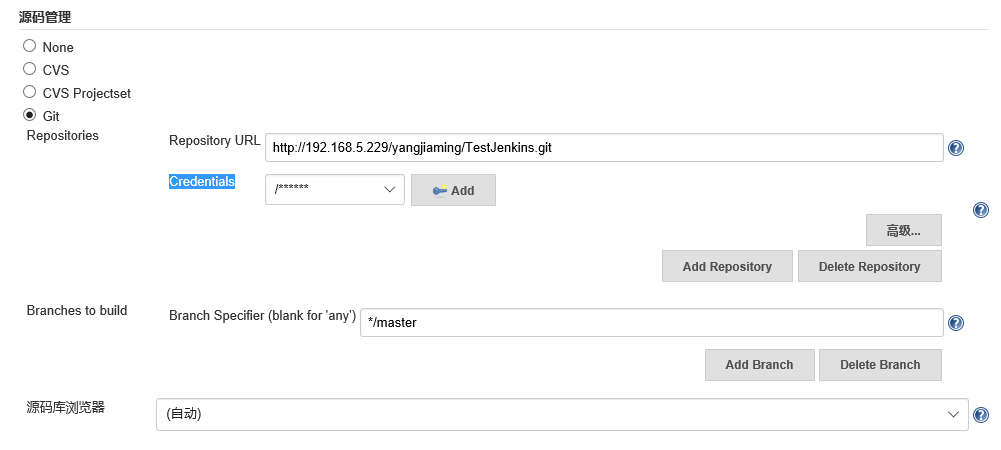 源码管理
None
CVS
CVS Projectset
Git
Repositories
Repository URL http://192.168.5.229/yangjiaming/TestJenkins.git
Credentials /****** Add
高级...
Add Repository Delete Repository
Branches to build
Branch Specifier (blank for 'any') */master
Add Branch Delete Branch
源码库浏览器 (自动)